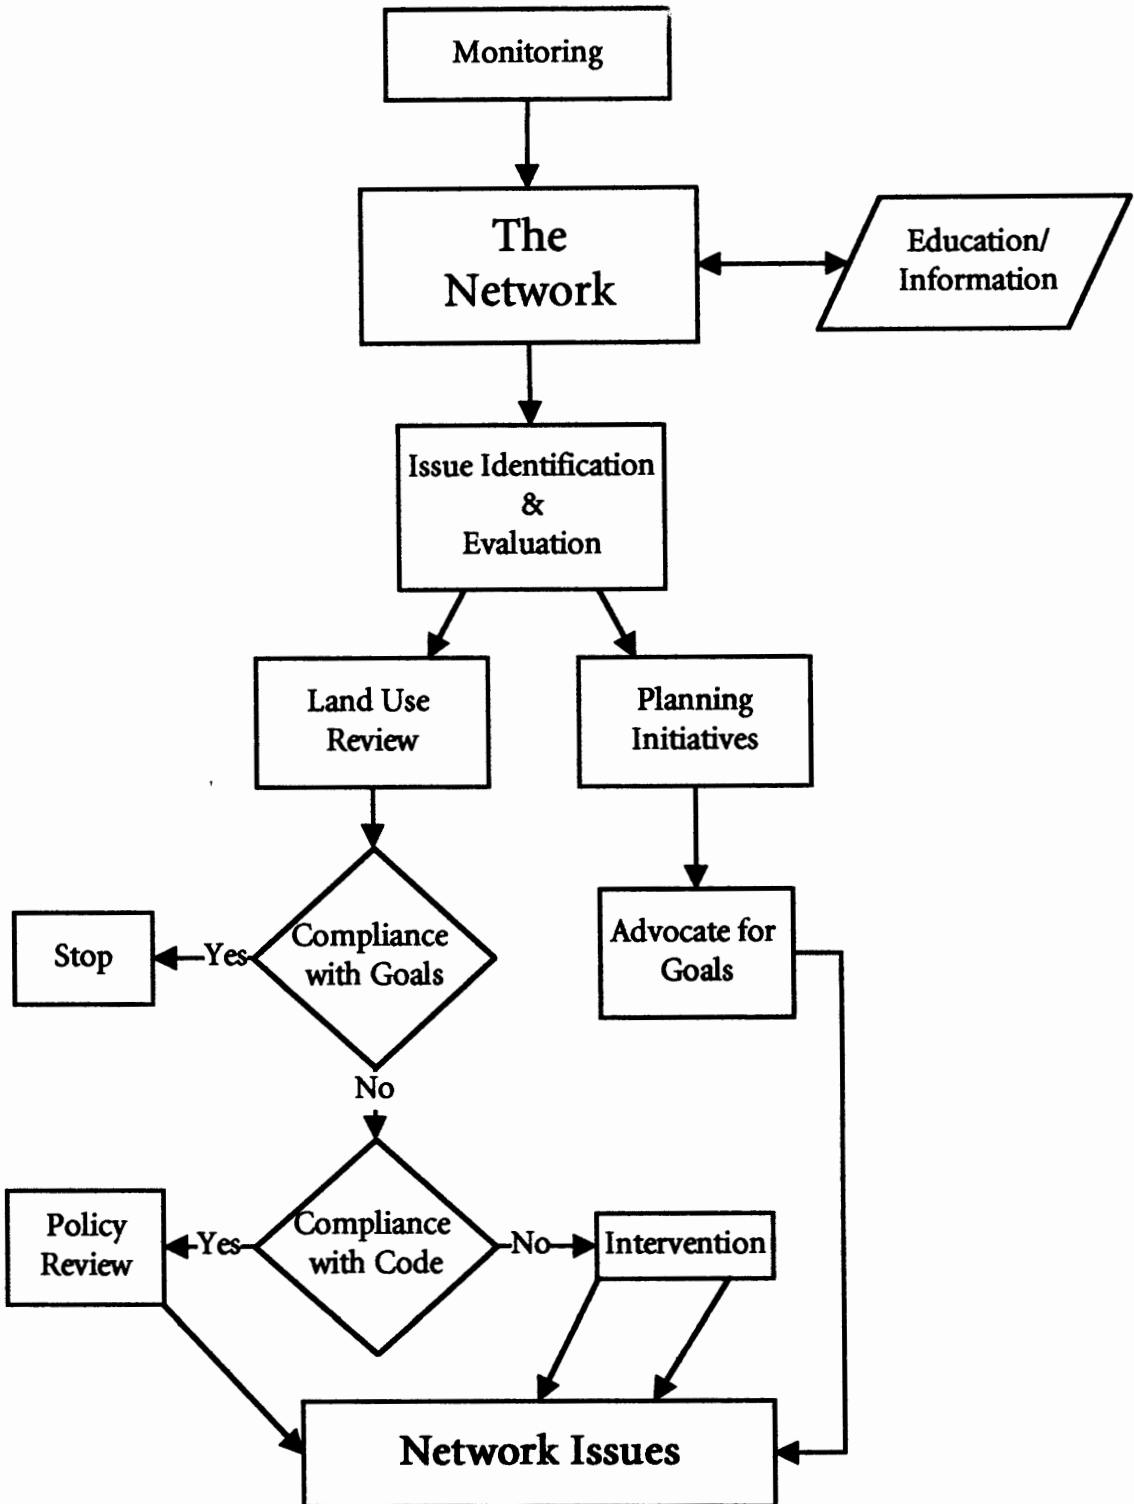 Monitoring
The
Network
Education/
Information
Issue Identification
&
Evaluation
Land Use
Review
Planning
Initiatives
Stop
Yes
Compliance
with Goals
Advocate for
Goals
No
Policy
Review
Yes
Compliance
with Code
No
Intervention
Network Issues